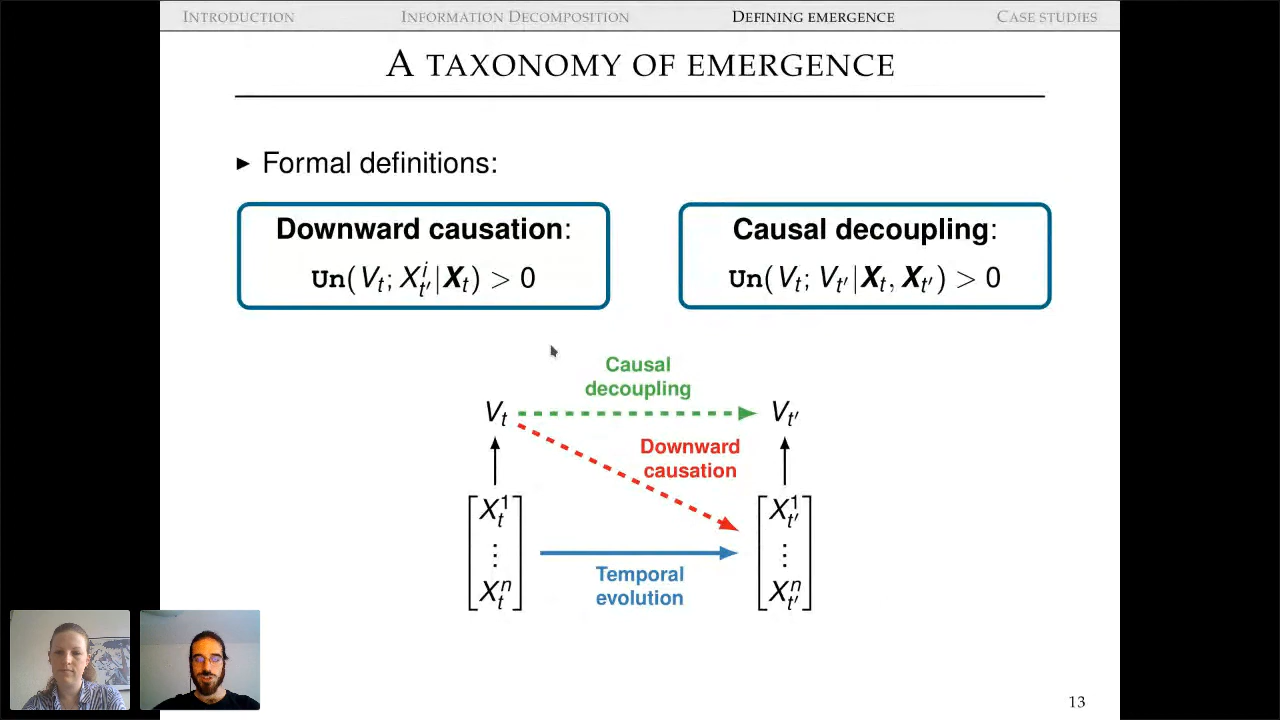 INTRODUCTION INFORMATION DECOMPOSITION DEFINING EMERGENCE CASE STUDIES
A TAXONOMY OF EMERGENCE
▶ Formal definitions:
Downward causation:
Un(V_t; X^i_{t'}|X_t) > 0
Causal decoupling:
Un(V_t; V_{t'}|X_t, X_{t'}) > 0
Causal
decoupling
V_t V_{t'}
Downward
causation
X^1_t X^1_{t'}
⋮ ⋮
Temporal
evolution
X^n_t X^n_{t'}
13